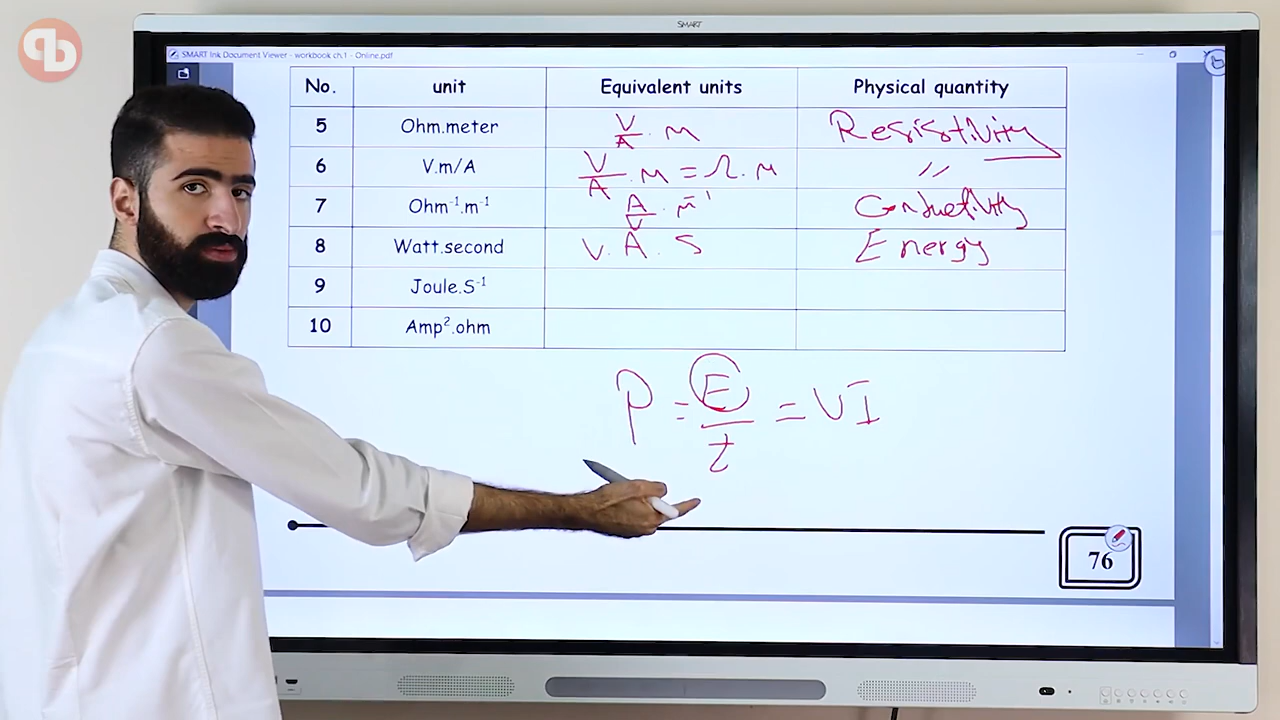 pb
SMART
SMART Ink Document Viewer - workbook ch.1 - Online.pdf
No. unit Equivalent units Physical quantity
5 Ohm.meter V/A . m Resistivity
6 V.m/A V/A . m = Ω . m //
7 Ohm⁻¹.m⁻¹ A/V . m⁻¹ Conductivity
8 Watt.second V. A. S Energy
9 Joule.S⁻¹
10 Amp².ohm
P = E/t = VI
76